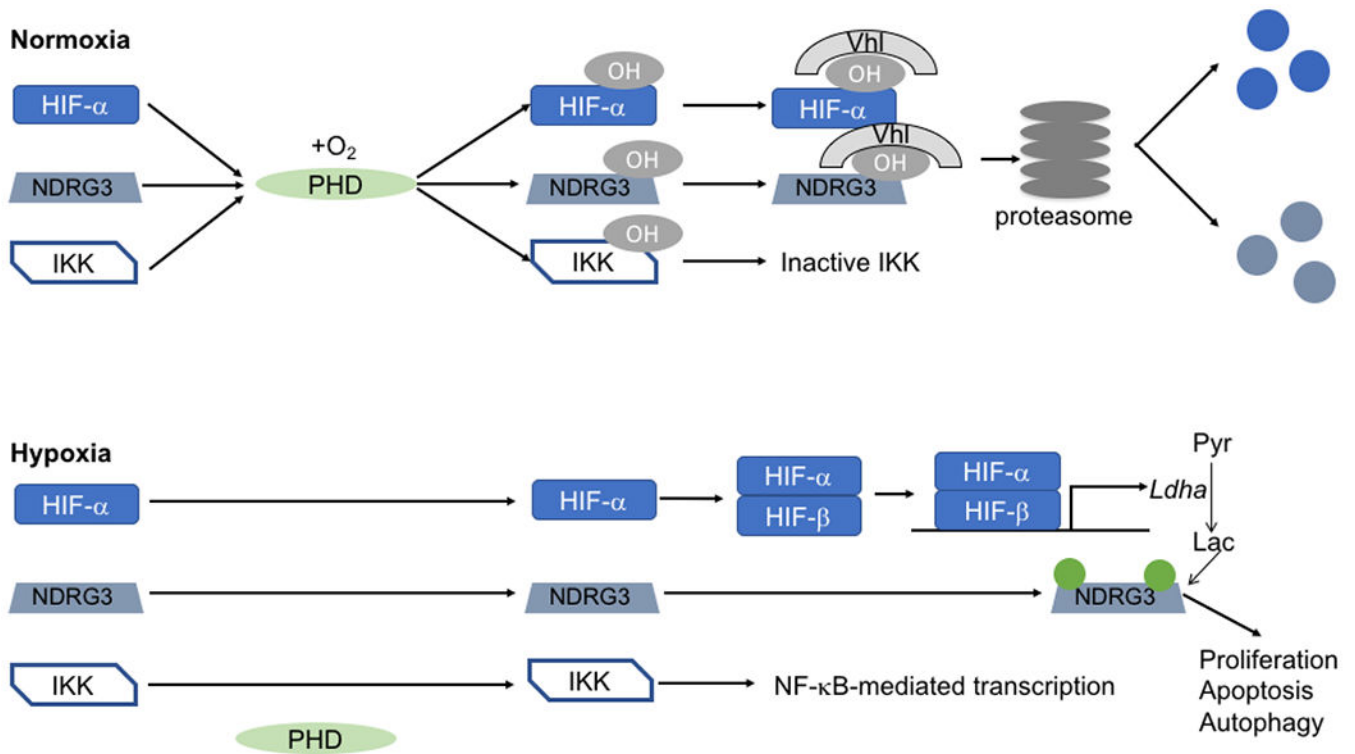 Normoxia
HIF-α
NDRG3
IKK
+O₂
PHD
OH
HIF-α
OH
NDRG3
OH
IKK
Vhl
OH
HIF-α
Vhl
OH
NDRG3
Inactive IKK
proteasome
Hypoxia
HIF-α
HIF-α
HIF-α
HIF-β
HIF-α
HIF-β
Ldha
Pyr
Lac
NDRG3
NDRG3
NDRG3
Proliferation
Apoptosis
Autophagy
IKK
IKK
NF-κB-mediated transcription
PHD